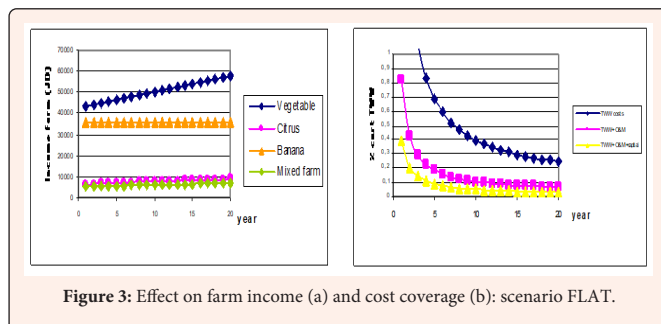 Income farm (JD)
70000
60000
50000
40000
30000
20000
10000
0
0 5 10 15 20
year
Vegetable
Citrus
Banana
Mixed farm
% cost TWW
1
0,9
0,8
0,7
0,6
0,5
0,4
0,3
0,2
0,1
0
0 5 10 15 20
year
TWW costs
TWW+O&M
Figure 3: Effect on farm income (a) and cost coverage (b): scenario FLAT.